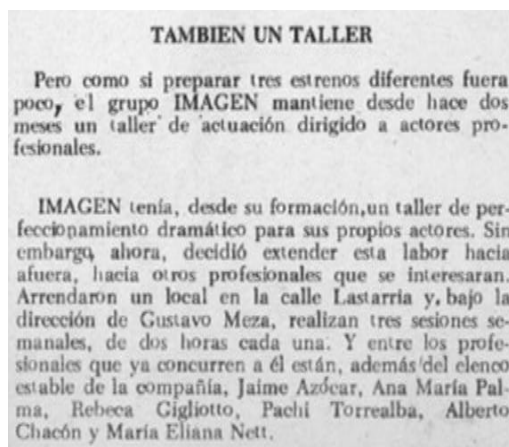 TAMBIEN UN TALLER
Pero como si preparar tres estrenos diferentes fuera
poco, el grupo IMAGEN mantiene desde hace dos
meses un taller de actuación dirigido a actores pro-
fesionales.
IMAGEN tenía, desde su formación, un taller de per-
feccionamiento dramático para sus propios actores. Sin
embargo, ahora, decidió extender esta labor hacia
afuera, hacia otros profesionales que se interesaran.
Arrendaron un local en la calle Lastarria y, bajo la
dirección de Gustavo Meza, realizan tres sesiones se-
manales, de dos horas cada una. Y entre los profe-
sionales que ya concurren a él están, además del elenco
estable de la compañía, Jaime Azócar, Ana María Pal-
ma, Rebeca Gigliotto, Pachi Torrealba, Alberto
Chacón y María Eliana Nett.